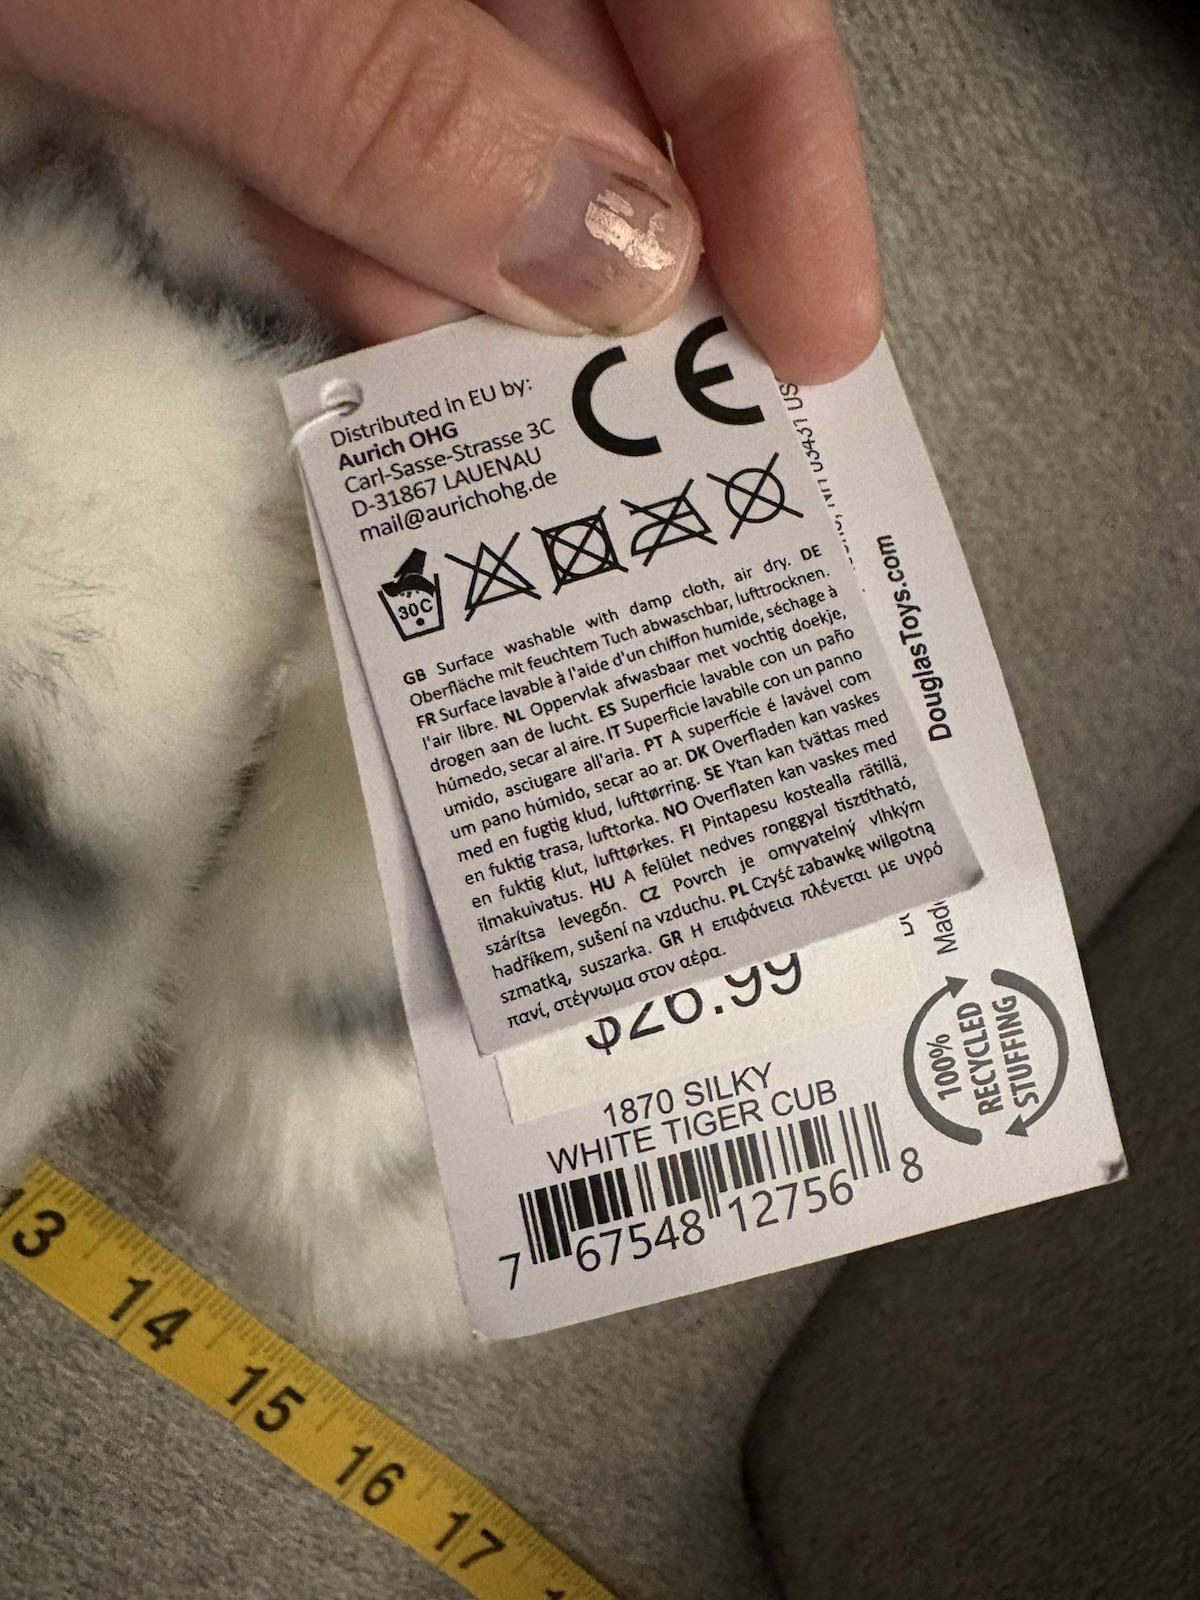 Distributed in EU by:
Aurich OHG
Carl-Sasse-Strasse 3C
D-31867 LAUENAU
mail@aurichohg.de
CE
30C
GB Surface washable with damp cloth, air dry. DE
Oberfläche mit feuchtem Tuch abwaschbar, lufttrocknen.
FR Surface lavable à l'aide d'un chiffon humide, séchage à
l'air libre. NL Oppervlak afwasbaar met vochtig doekje,
drogen aan de lucht. ES Superficie lavable con un paño
húmedo, secar al aire. IT Superficie lavabile con un panno
umido, asciugare all'aria. PT A superfície é lavável com
um pano húmido, secar ao ar. DK Overfladen kan vaskes
med en fugtig klud, lufttørring. SE Ytan kan tvättas med
en fuktig trasa, lufttorka. NO Overflaten kan vaskes med
en fuktig klut, lufttørkes. FI Pintapesu kostealla rätillä,
ilmakuivatus. HU A felület nedves ronggyal tisztítható,
szárítsa levegőn. CZ Povrch je omyvatelný vlhkým
hadříkem, sušení na vzduchu. PL Czyść zabawkę wilgotną
szmatką, suszarka. GR Η επιφάνεια πλένεται με υγρό
πανί, στέγνωμα στον αέρα.
$26.99
1870 SILKY
WHITE TIGER CUB
7 67548 12756 8
DouglasToys.com
100%
RECYCLED
STUFFING
14
15
16
17